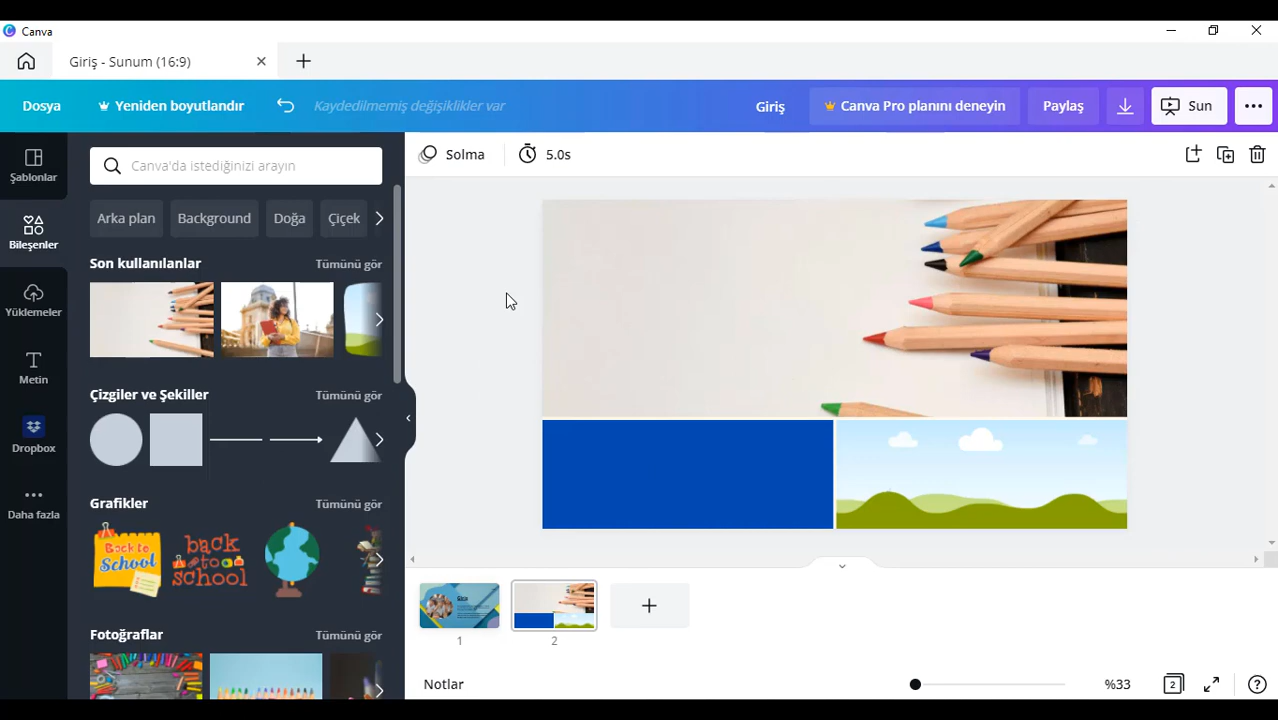 Canva
Giriş - Sunum (16:9)
Dosya
Yeniden boyutlandır
Kaydedilmemiş değişiklikler var
Giriş
Canva Pro planını deneyin
Paylaş
Sun
Şablonlar
Bileşenler
Yüklemeler
Metin
Dropbox
Daha fazla
Canva'da istediğinizi arayın
Arka plan
Background
Doğa
Çiçek
Son kullanılanlar
Tümünü gör
Çizgiler ve Şekiller
Tümünü gör
Grafikler
Tümünü gör
Back to
School
back
to
school
Fotoğraflar
Tümünü gör
Solma
5.0s
1
2
Notlar
%33
2